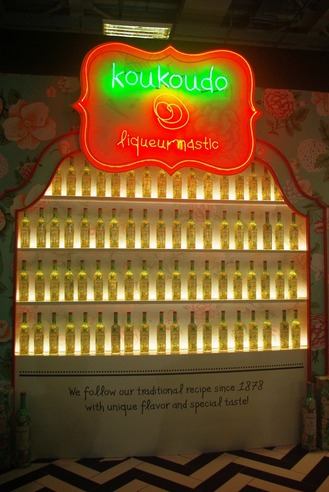 koukoudo
liqueur mastic
We follow our traditional recipe since 1878
with unique flavor and special taste!